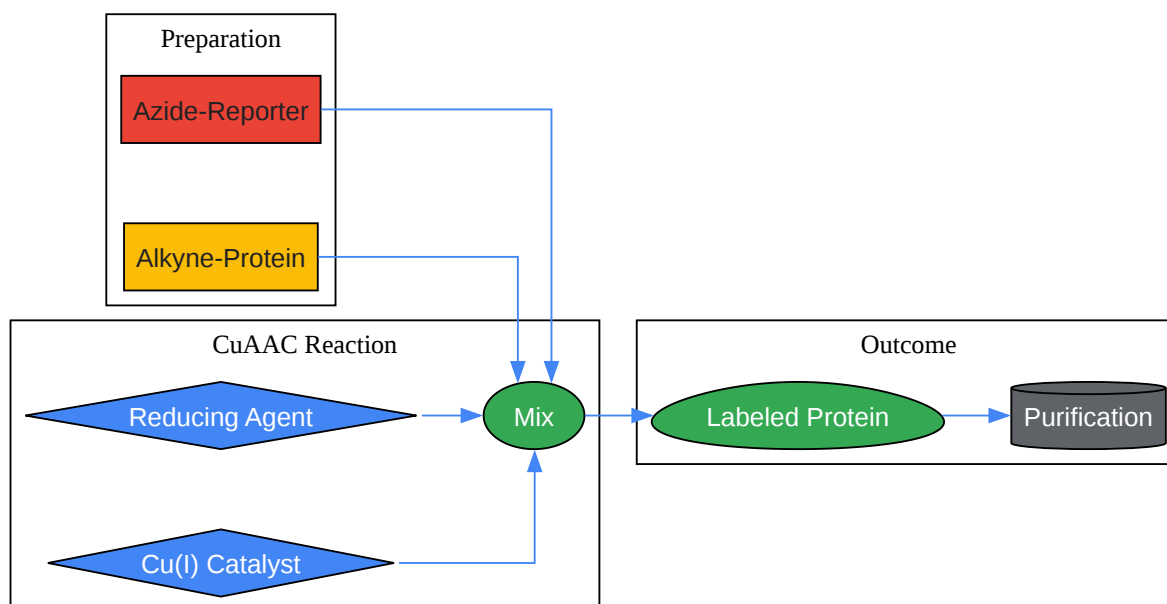 Preparation
Azide-Reporter
Alkyne-Protein
CuAAC Reaction
Reducing Agent
Mix
Cu(I) Catalyst
Outcome
Labeled Protein
Purification